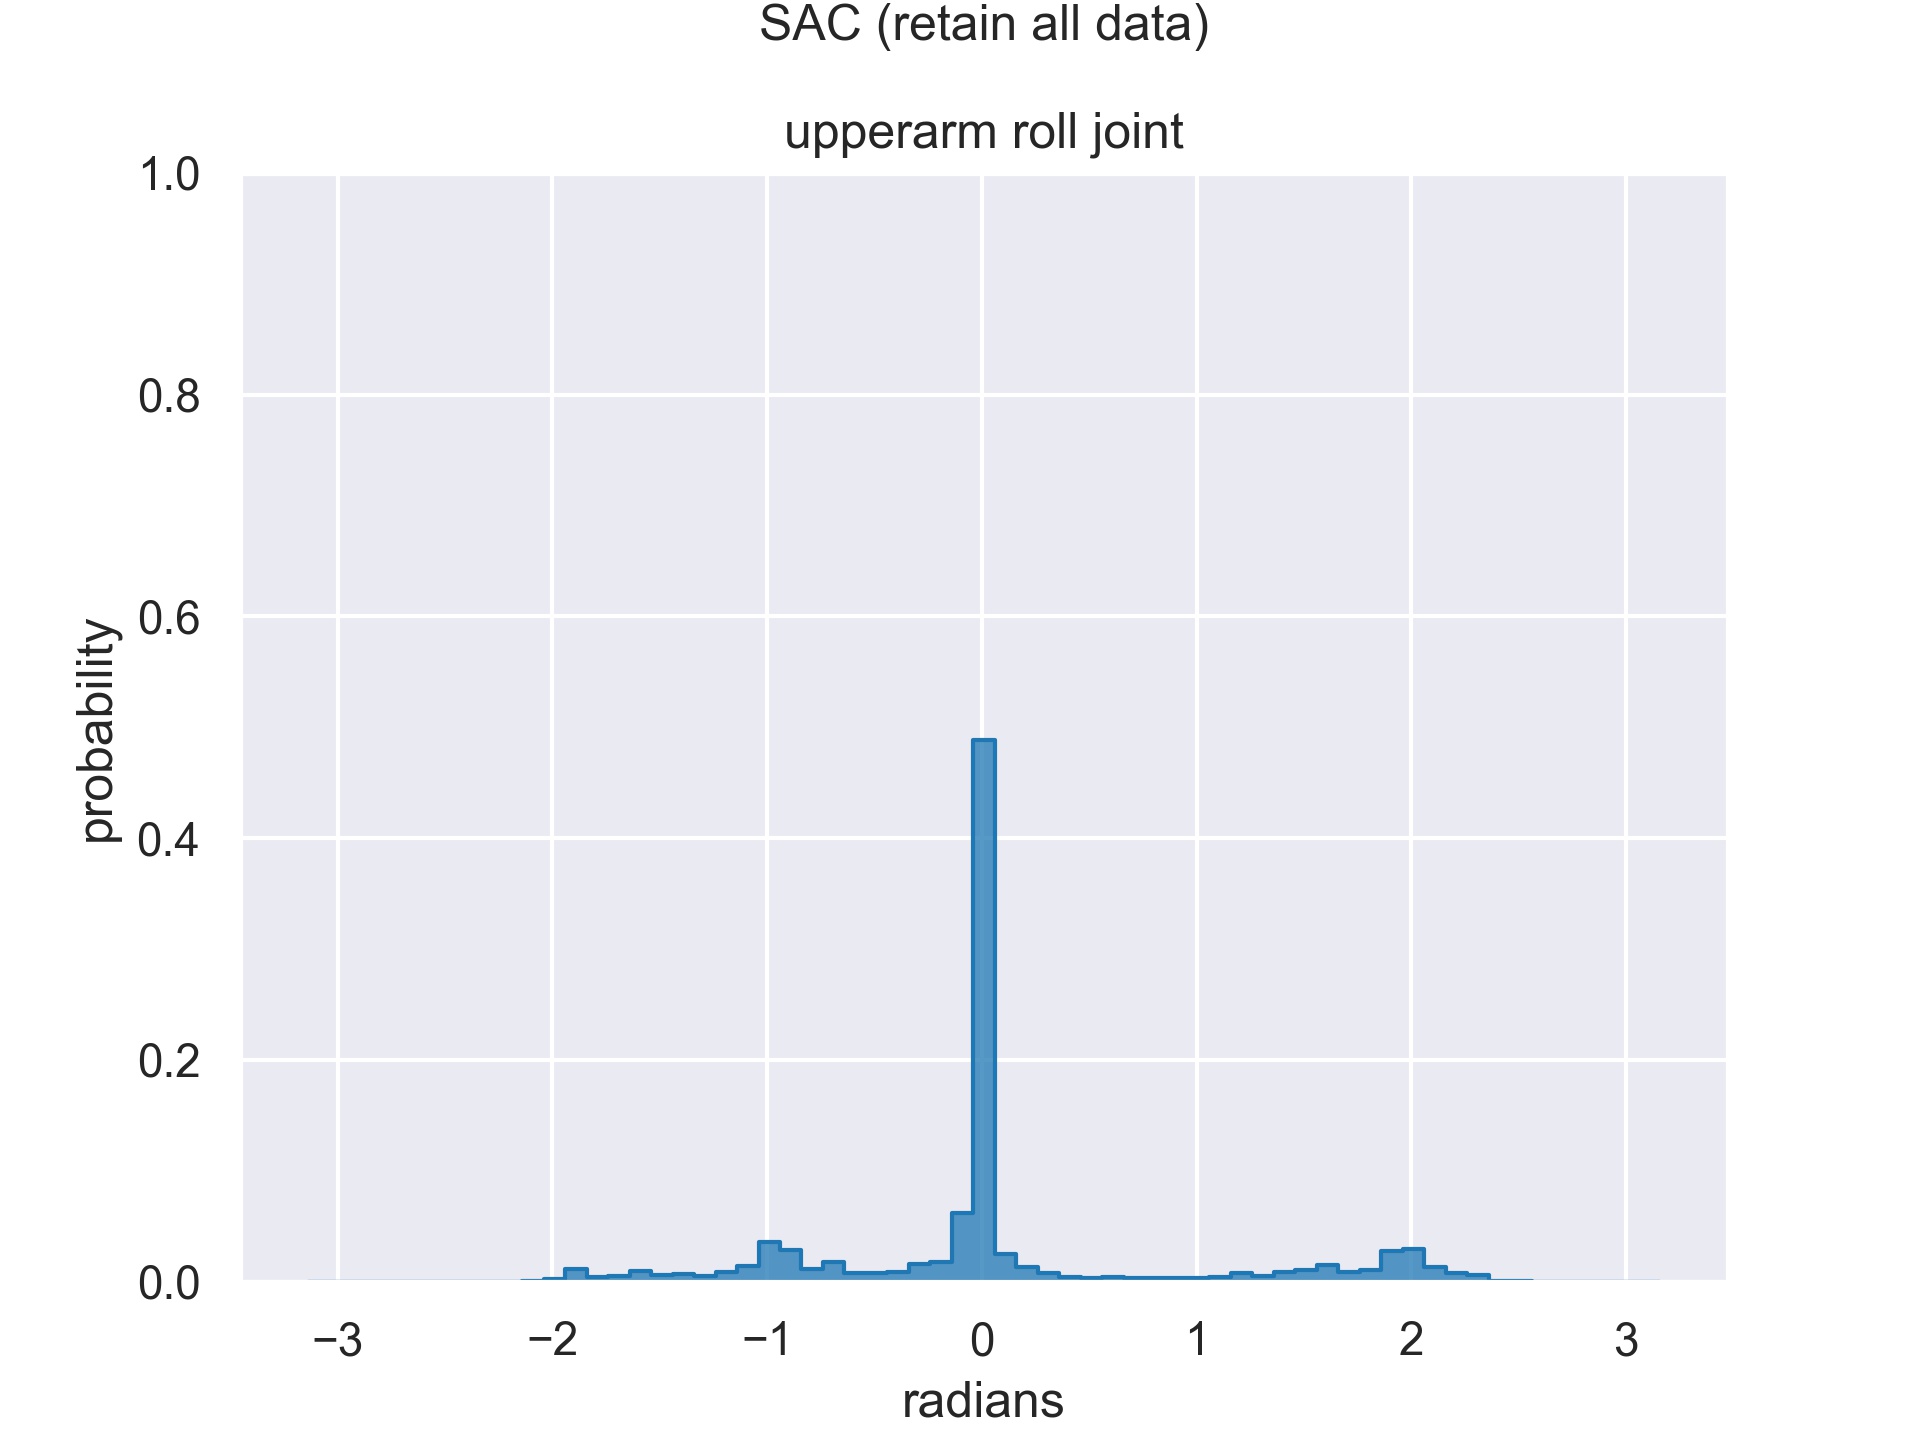 SAC (retain all data)
upperarm roll joint
1.0
0.8
0.6
0.4
0.2
0.0
probability
−3 −2 −1 0 1 2 3
radians